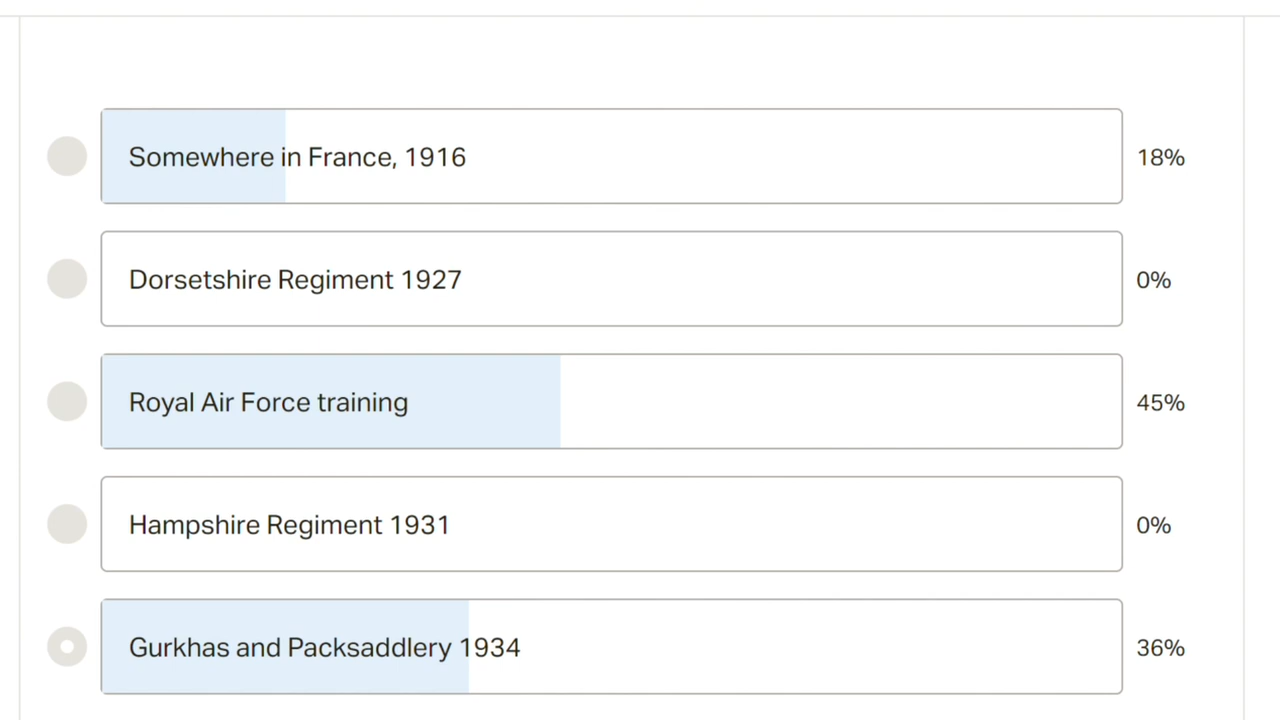 Somewhere in France, 1916 18%
Dorsetshire Regiment 1927 0%
Royal Air Force training 45%
Hampshire Regiment 1931 0%
Gurkhas and Packsaddlery 1934 36%